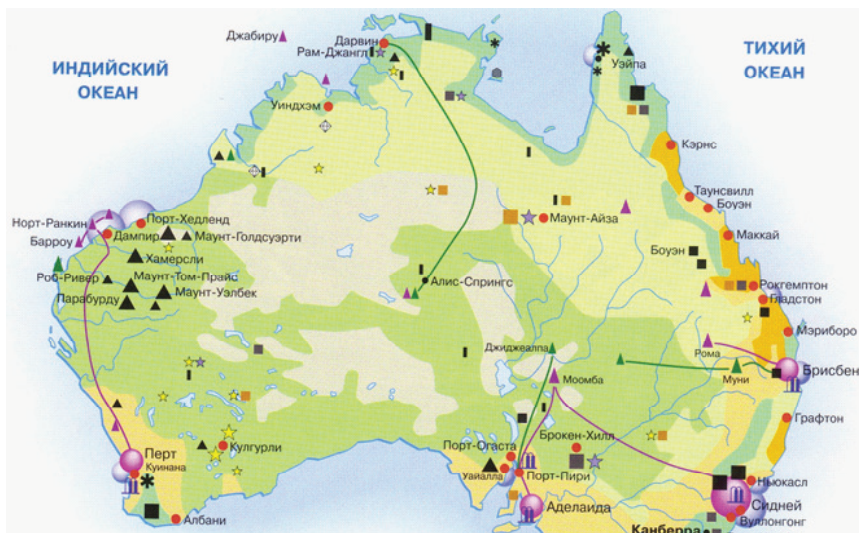 Джабиру
Дарвин
Рам-Джангл
ИНДИЙСКИЙ
ОКЕАН
ТИХИЙ
ОКЕАН
Уэйпа
Уиндхэм
Кэрнс
Таунсвилл
Боуэн
Норт-Ранкин
Порт-Хедленд
Барроу
Дампир
Маунт-Голдсуэрти
Маунт-Айза
Маккай
Хамерсли
Боуэн
Роб-Ривер
Маунт-Том-Прайс
Алис-Спрингс
Парабурду
Маунт-Уэлбек
Рокгемптон
Гладстон
Мэриборо
Джиджеалпа
Рома
Моомба
Муни
Брисбен
Графтон
Перт
Кулгурли
Порт-Огаста
Брокен-Хилл
Куинана
Уайалла
Порт-Пири
Ньюкасл
Аделаида
Сидней
Албани
Вуллонгонг
Канберра